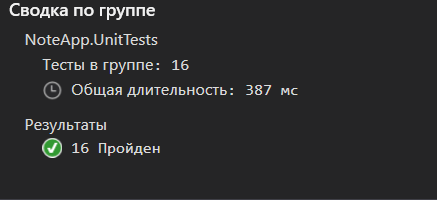 Сводка по группе
NoteApp.UnitTests
Тесты в группе: 16
Общая длительность: 387 мс
Результаты
16 Пройден